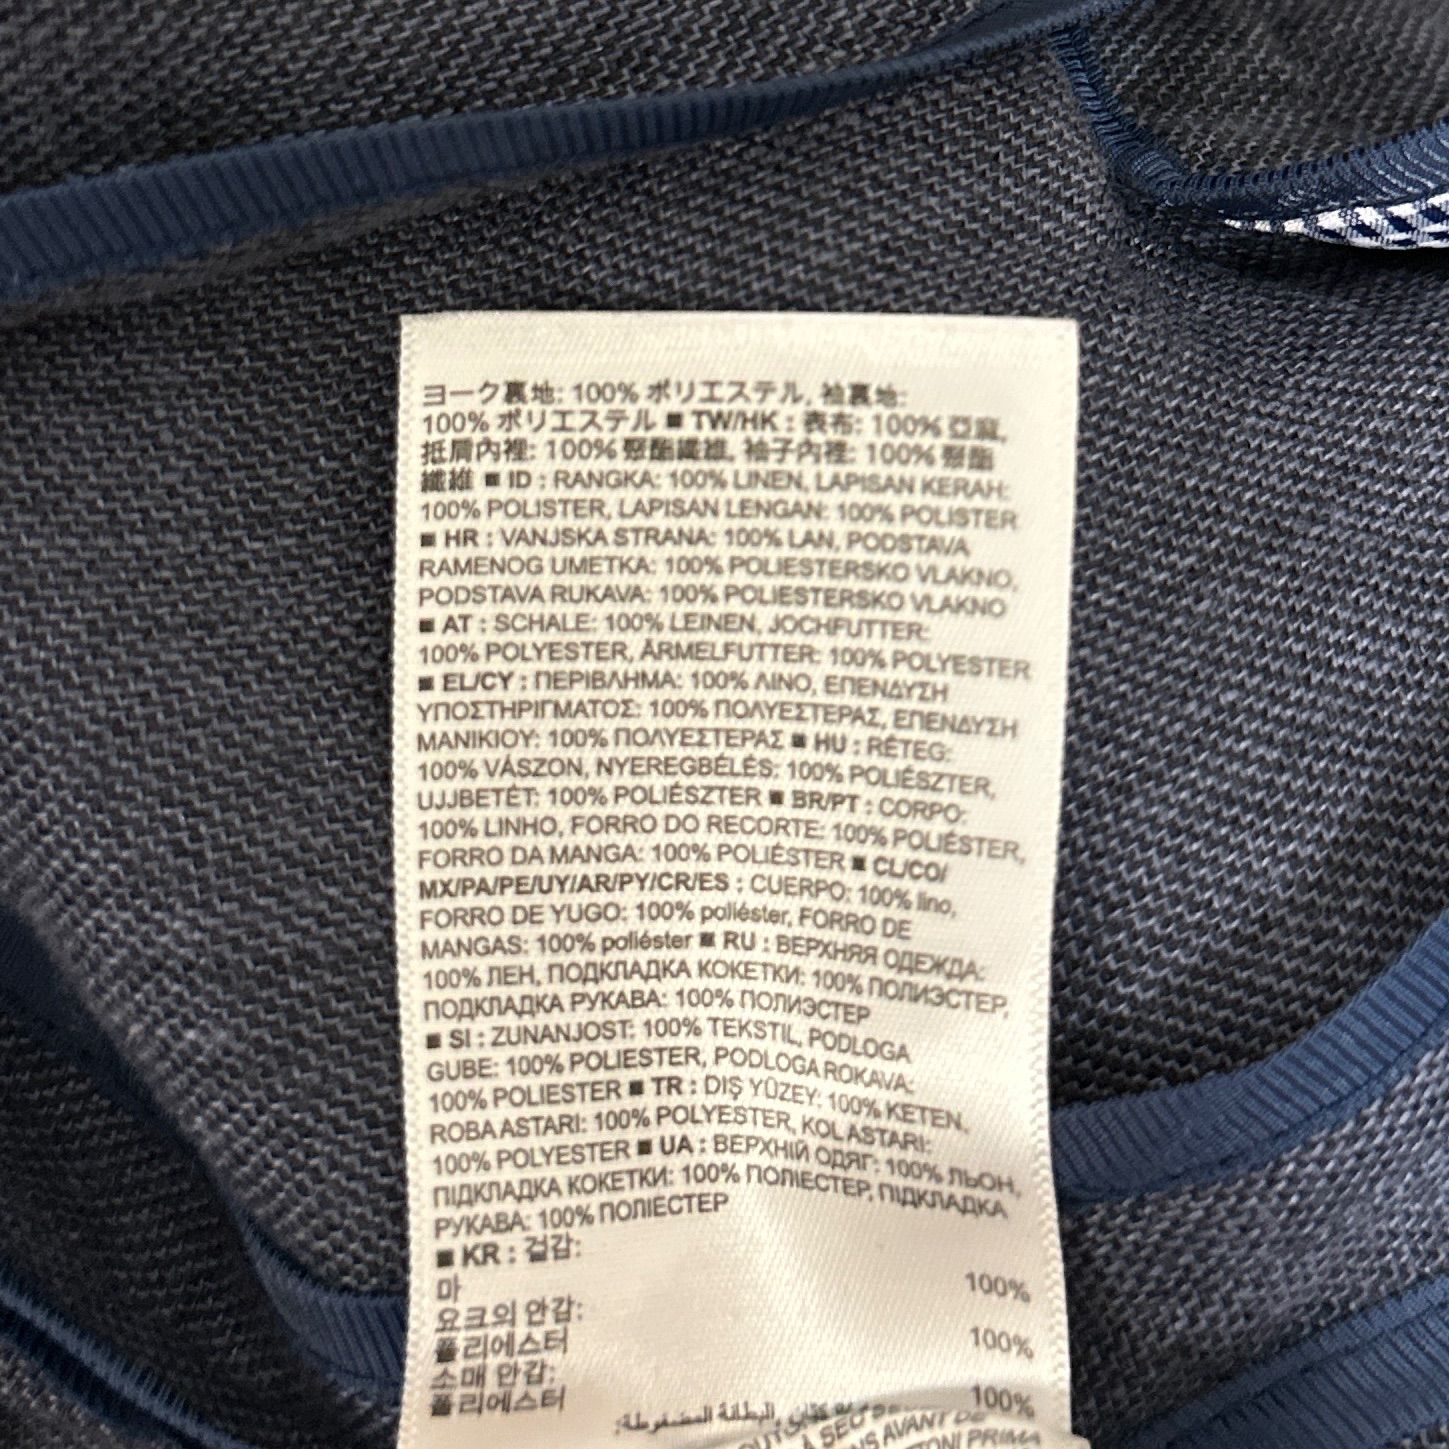 ヨーク裏地: 100% ポリエステル, 袖裏地:
100% ポリエステル ■ TW/HK : 表布: 100% 亞麻,
抵肩內裡: 100% 聚酯纖維, 袖子內裡: 100% 聚酯
纖維 ■ ID : RANGKA: 100% LINEN, LAPISAN KERAH:
100% POLISTER, LAPISAN LENGAN: 100% POLISTER
■ HR : VANJSKA STRANA: 100% LAN, PODSTAVA
RAMENOG UMETKA: 100% POLIESTERSKO VLAKNO,
PODSTAVA RUKAVA: 100% POLIESTERSKO VLAKNO
■ AT : SCHALE: 100% LEINEN, JOCHFUTTER:
100% POLYESTER, ÄRMELFUTTER: 100% POLYESTER
■ EL/CY : ΠΕΡΙΒΛΗΜΑ: 100% ΛΙΝΟ, ΕΠΕΝΔΥΣΗ
ΥΠΟΣΤΗΡΙΓΜΑΤΟΣ: 100% ΠΟΛΥΕΣΤΕΡΑΣ, ΕΠΕΝΔΥΣΗ
ΜΑΝΙΚΙΟΥ: 100% ΠΟΛΥΕΣΤΕΡΑΣ ■ HU : RÉTEG:
100% VÁSZON, NYEREGBÉLÉS: 100% POLIÉSZTER,
UJJBETÉT: 100% POLIÉSZTER ■ BR/PT : CORPO:
100% LINHO, FORRO DO RECORTE: 100% POLIÉSTER,
FORRO DA MANGA: 100% POLIÉSTER ■ CL/CO/
MX/PA/PE/UY/AR/PY/CR/ES : CUERPO: 100% lino,
FORRO DE YUGO: 100% poliéster, FORRO DE
MANGAS: 100% poliéster ■ RU : ВЕРХНЯЯ ОДЕЖДА:
100% ЛЕН, ПОДКЛАДКА КОКЕТКИ: 100% ПОЛИЭСТЕР,
ПОДКЛАДКА РУКАВА: 100% ПОЛИЭСТЕР
■ SI : ZUNANJOST: 100% TEKSTIL, PODLOGA
GUBE: 100% POLIESTER, PODLOGA ROKAVA:
100% POLIESTER ■ TR : DIŞ YÜZEY: 100% KETEN,
ROBA ASTARI: 100% POLYESTER, KOL ASTARI:
100% POLYESTER ■ UA : ВЕРХНІЙ ОДЯГ: 100% ЛЬОН,
ПІДКЛАДКА КОКЕТКИ: 100% ПОЛІЕСТЕР, ПІДКЛАДКА
РУКАВА: 100% ПОЛІЕСТЕР
■ KR : 겉감:
마 100%
요크의 안감:
폴리에스터 100%
소매 안감:
폴리에스터 100%
البطانة المضغوطة:
À SEU
AVANT DE
PRIMA